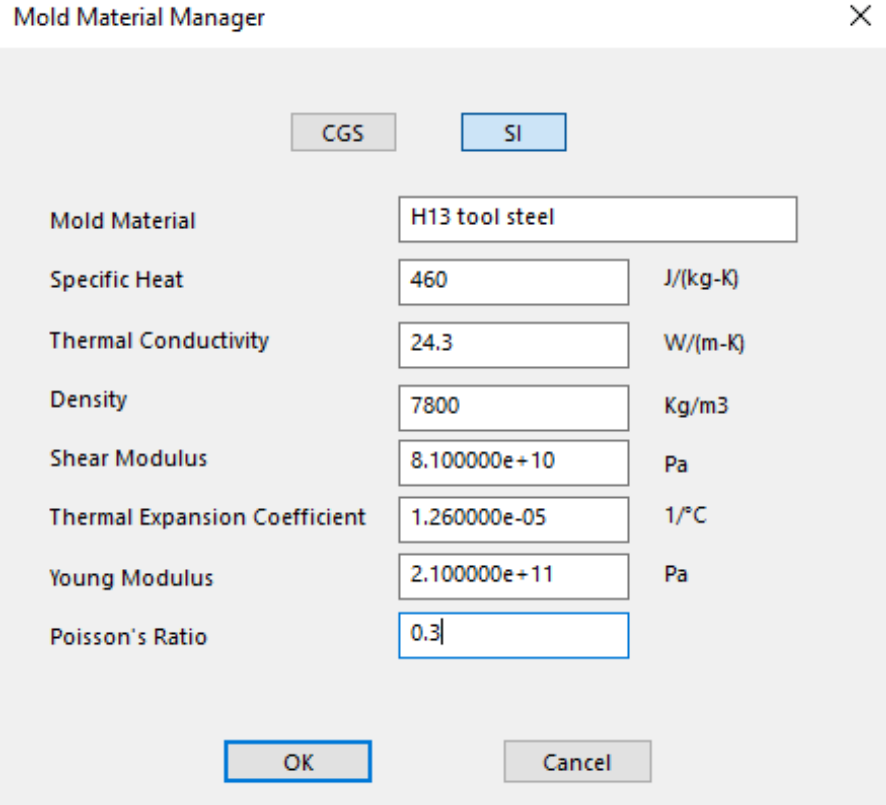 Mold Material Manager
CGS SI
Mold Material H13 tool steel
Specific Heat 460 J/(kg-K)
Thermal Conductivity 24.3 W/(m-K)
Density 7800 Kg/m3
Shear Modulus 8.100000e+10 Pa
Thermal Expansion Coefficient 1.260000e-05 1/°C
Young Modulus 2.100000e+11 Pa
Poisson's Ratio 0.3
OK Cancel